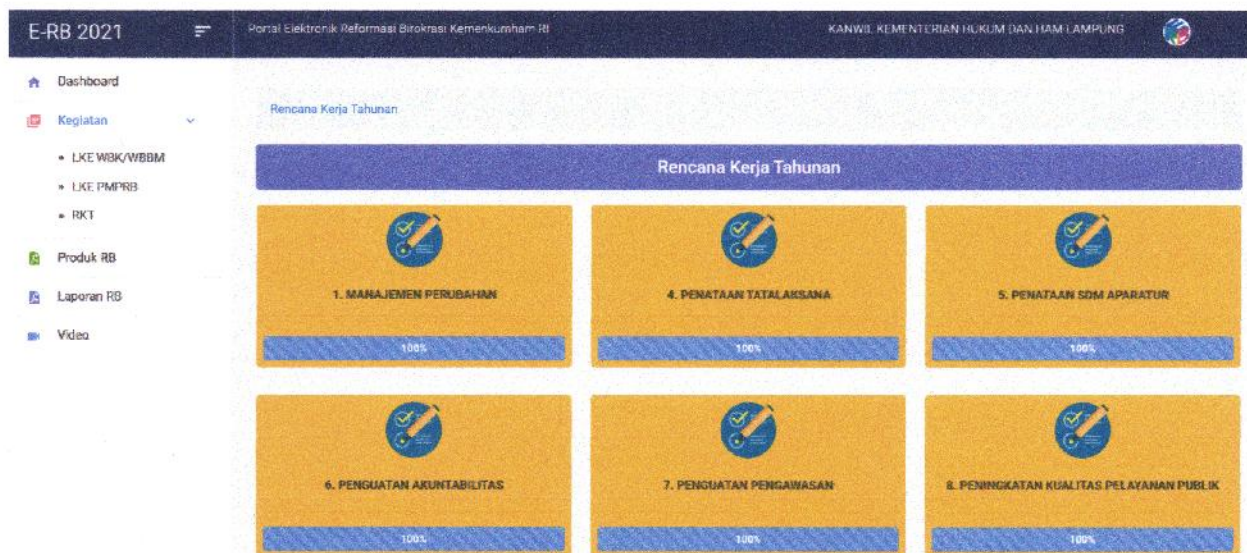 E-RB 2021
Portal Elektronik Reformasi Birokrasi Kemenkumham RI
KANWIL KEMENTERIAN HUKUM DAN HAM LAMPUNG
Dashboard
Kegiatan
LKE WBK/WBBM
LKE PMPRB
RKT
Produk RB
Laporan RB
Video
Rencana Kerja Tahunan
Rencana Kerja Tahunan
1. MANAJEMEN PERUBAHAN
100%
4. PENATAAN TATALAKSANA
100%
5. PENATAAN SDM APARATUR
100%
6. PENGUATAN AKUNTABILITAS
100%
7. PENGUATAN PENGAWASAN
100%
8. PENINGKATAN KUALITAS PELAYANAN PUBLIK
100%